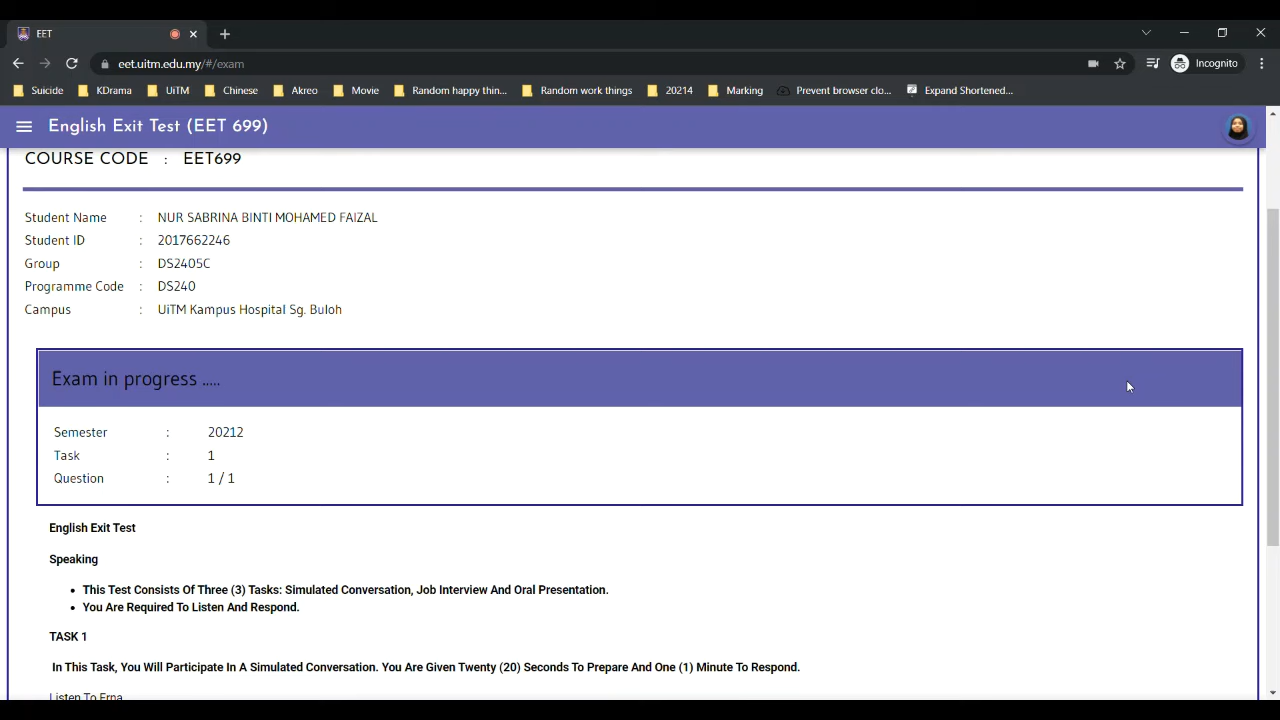 EET
eet.uitm.edu.my/#/exam
Incognito
Suicide KDrama UiTM Chinese Akreo Movie Random happy thin... Random work things 20214 Marking Prevent browser clo... Expand Shortened...
English Exit Test (EET 699)
COURSE CODE : EET699
Student Name : NUR SABRINA BINTI MOHAMED FAIZAL
Student ID : 2017662246
Group : DS2405C
Programme Code : DS240
Campus : UiTM Kampus Hospital Sg. Buloh
Exam in progress .....
Semester : 20212
Task : 1
Question : 1 / 1
English Exit Test
Speaking
• This Test Consists Of Three (3) Tasks: Simulated Conversation, Job Interview And Oral Presentation.
• You Are Required To Listen And Respond.
TASK 1
In This Task, You Will Participate In A Simulated Conversation. You Are Given Twenty (20) Seconds To Prepare And One (1) Minute To Respond.
Listen To Erna